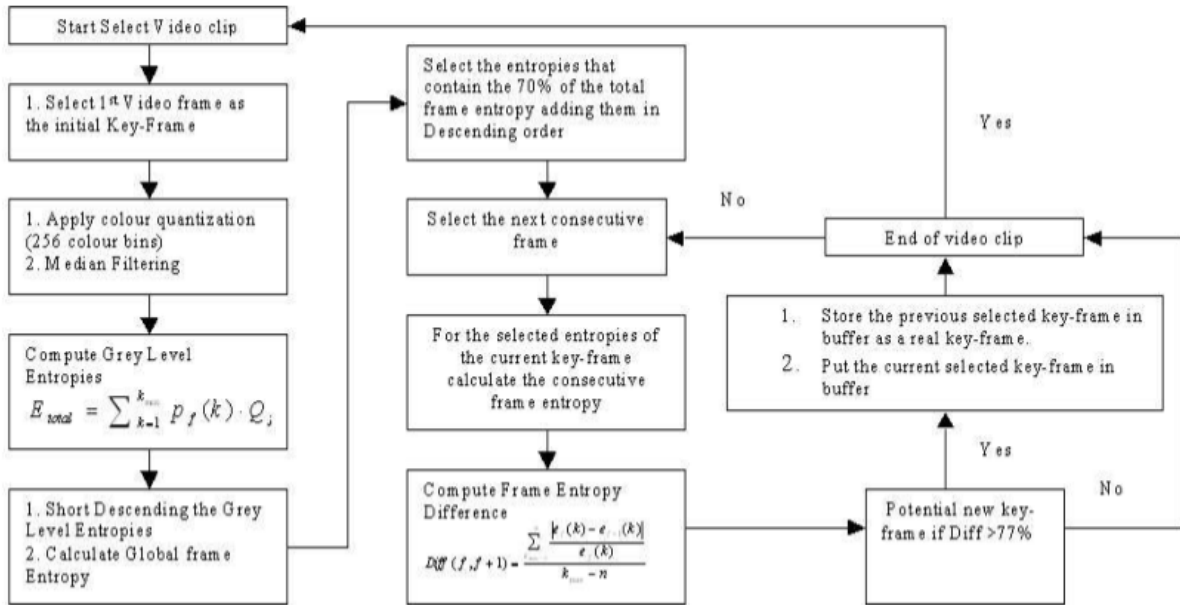 Start Select Video clip
1. Select 1st Video frame as
the initial Key-Frame
1. Apply colour quantization
(256 colour bins)
2. Median Filtering
Compute Grey Level
Entropies
E total = ∑ k=1 p f (k) · Q
1. Short Descending the Grey
Level Entropies
2. Calculate Global frame
Entropy
Select the entropies that
contain the 70% of the total
frame entropy adding them in
Descending order
Select the next consecutive
frame
For the selected entropies of
the current key-frame
calculate the consecutive
frame entropy
Compute Frame Entropy
Difference
Diff (f, f + 1) = ∑ |e (k) − e (k)| / e (k) / k − n
Potential new key-
frame if Diff >77%
Yes
No
1. Store the previous selected key-frame in
buffer as a real key-frame.
2. Put the current selected key-frame in
buffer
End of video clip
No
Yes